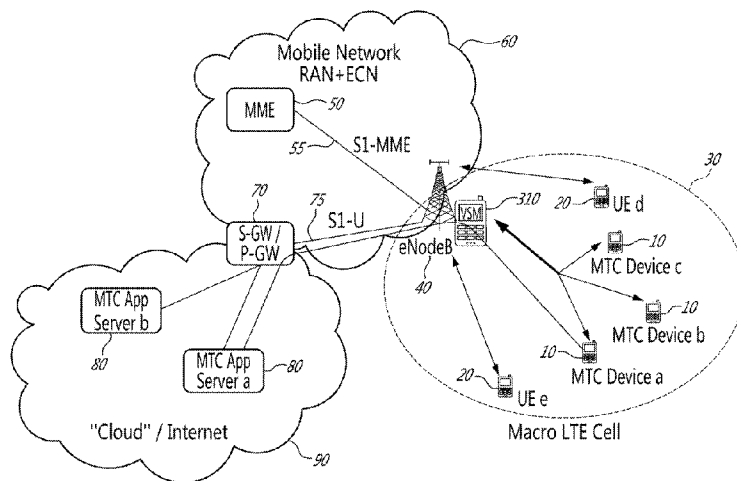 Mobile Network
RAN+ECN
60
MME
50
55
S1-MME
30
70
75
S-GW /
P-GW
S1-U
VSM
310
eNodeB
40
20
UE d
10
MTC Device c
10
MTC Device b
10
MTC Device a
20
UE e
MTC App
Server b
80
MTC App
Server a
80
"Cloud" / Internet
90
Macro LTE Cell